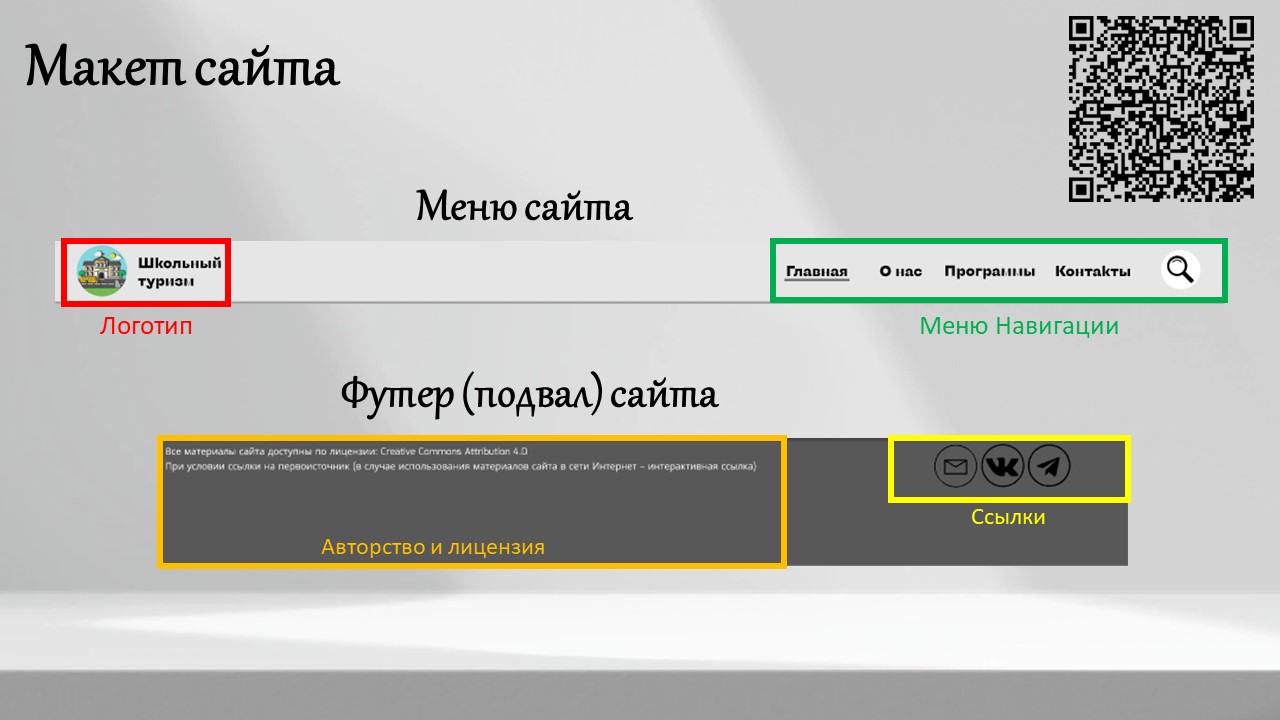 Макет сайта
Меню сайта
Школьный
туризм
Главная О нас Программы Контакты
Логотип
Меню Навигации
Футер (подвал) сайта
Все материалы сайта доступны по лицензии: Creative Commons Attribution 4.0
При условии ссылки на первоисточник (в случае использования материалов сайта в сети Интернет – интерактивная ссылка)
Ссылки
Авторство и лицензия